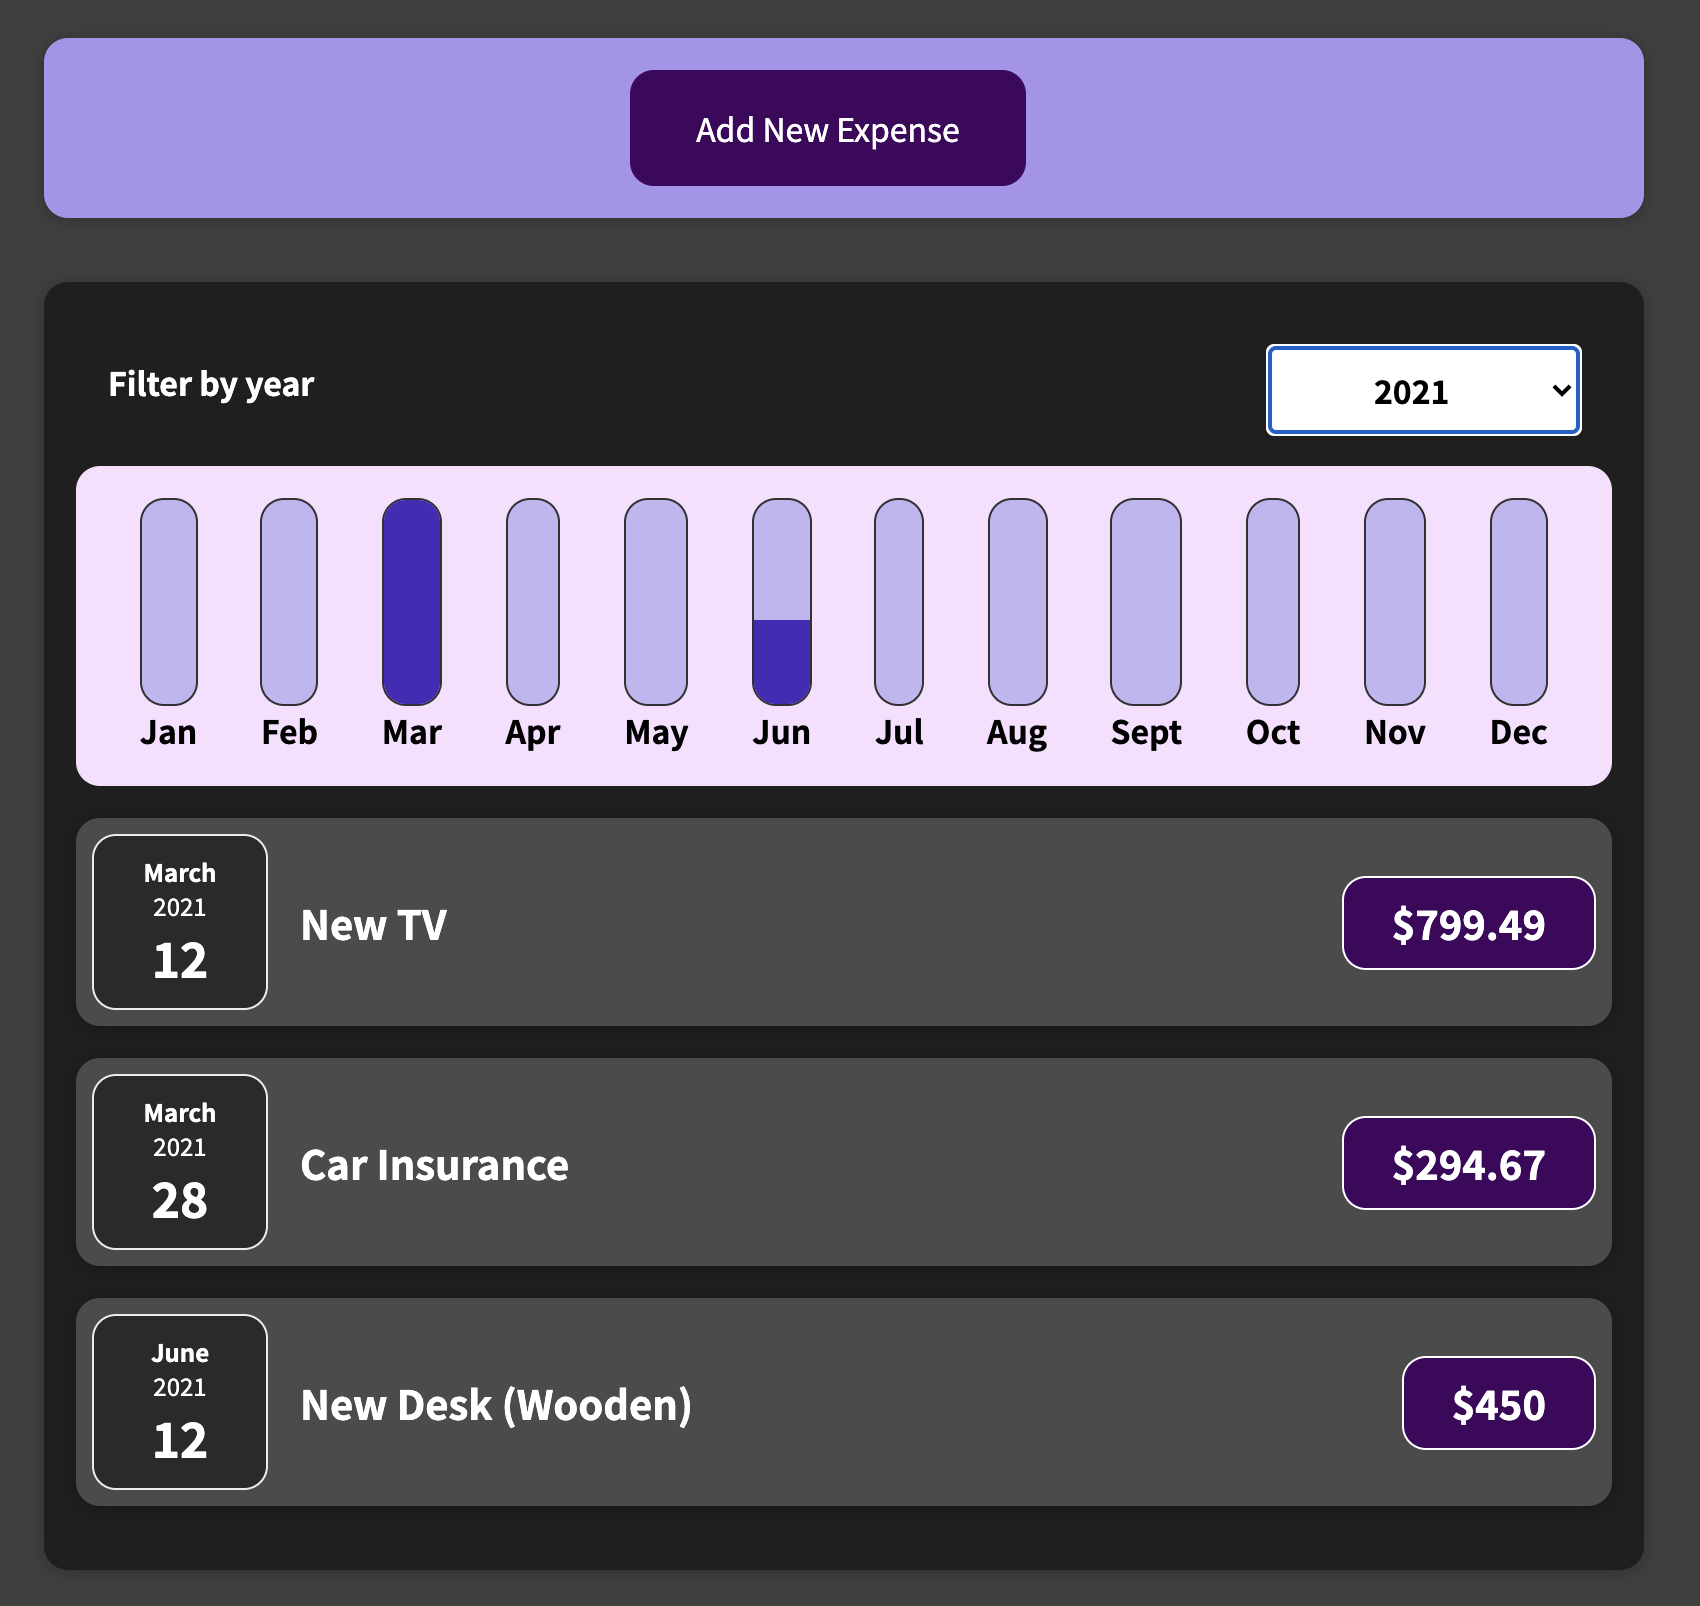 Add New Expense
Filter by year
2021
Jan Feb Mar Apr May Jun Jul Aug Sept Oct Nov Dec
March
2021
12
New TV
$799.49
March
2021
28
Car Insurance
$294.67
June
2021
12
New Desk (Wooden)
$450